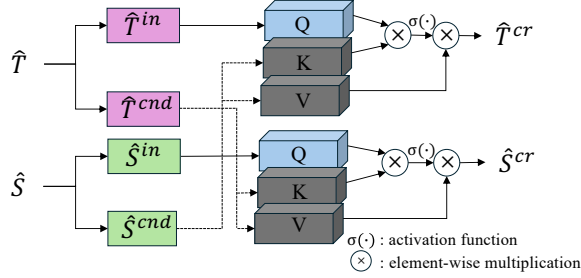 T̂
T̂^{in}
T̂^{cnd}
Q
K
V
×
σ(·)
×
T̂^{cr}
Ŝ
Ŝ^{in}
Ŝ^{cnd}
Q
K
V
×
σ(·)
×
Ŝ^{cr}
σ(·) : activation function
× : element-wise multiplication